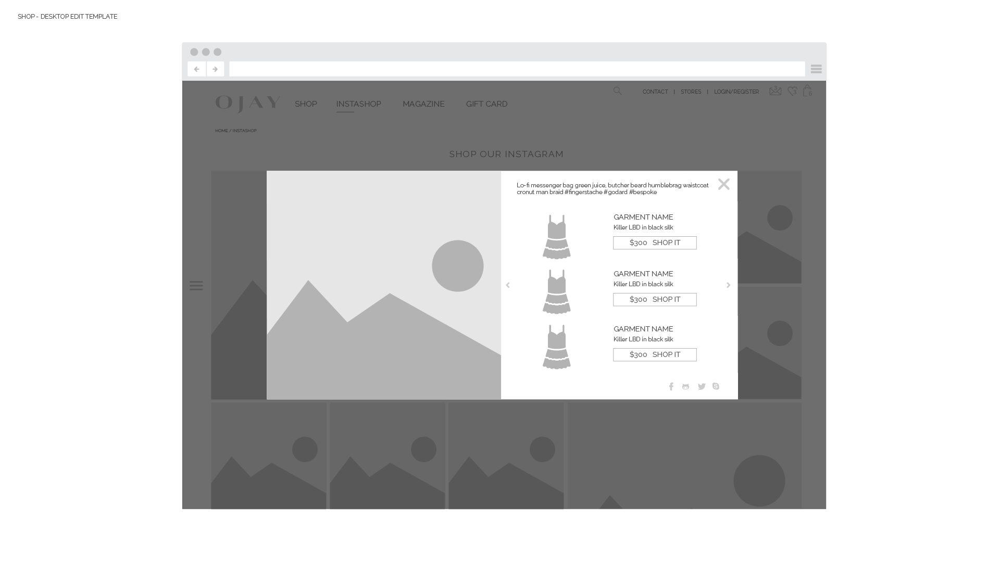 SHOP - DESKTOP EDIT TEMPLATE
CONTACT | STORES | LOGIN/REGISTER 3 3 6
OJAY SHOP INSTASHOP MAGAZINE GIFT CARD
HOME / INSTASHOP
SHOP OUR INSTAGRAM
Lo-fi messenger bag green juice, butcher beard humblebrag waistcoat
cronut man braid #fingerstache #godard #bespoke
GARMENT NAME
Killer LBD in black silk
$300 SHOP IT
GARMENT NAME
Killer LBD in black silk
$300 SHOP IT
GARMENT NAME
Killer LBD in black silk
$300 SHOP IT